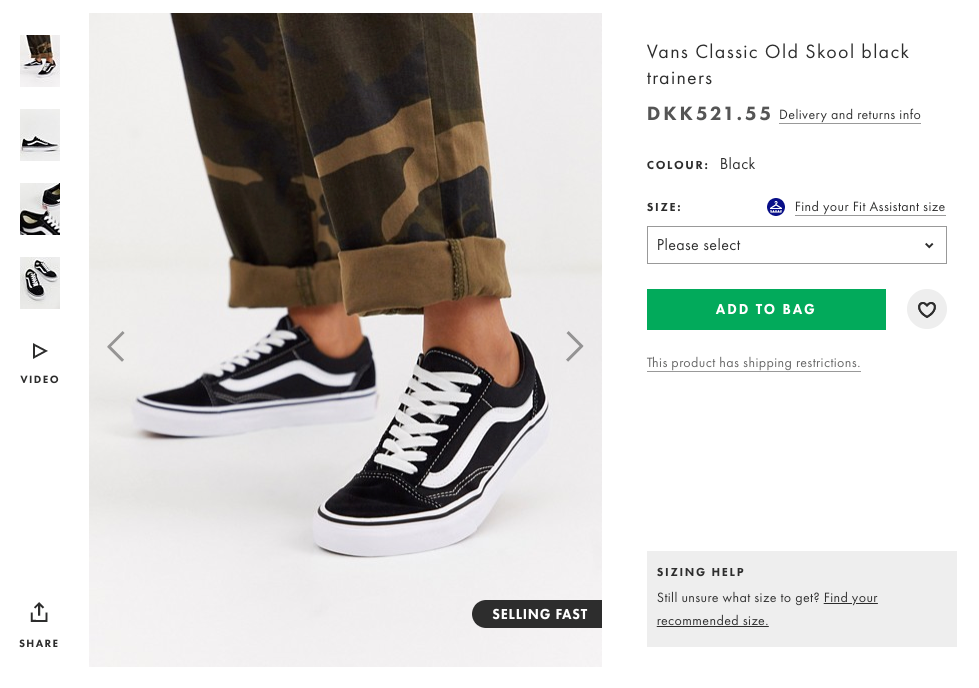 VIDEO
SHARE
SELLING FAST
Vans Classic Old Skool black
trainers
DKK521.55 Delivery and returns info
COLOUR: Black
SIZE: Find your Fit Assistant size
Please select
ADD TO BAG
This product has shipping restrictions.
SIZING HELP
Still unsure what size to get? Find your
recommended size.